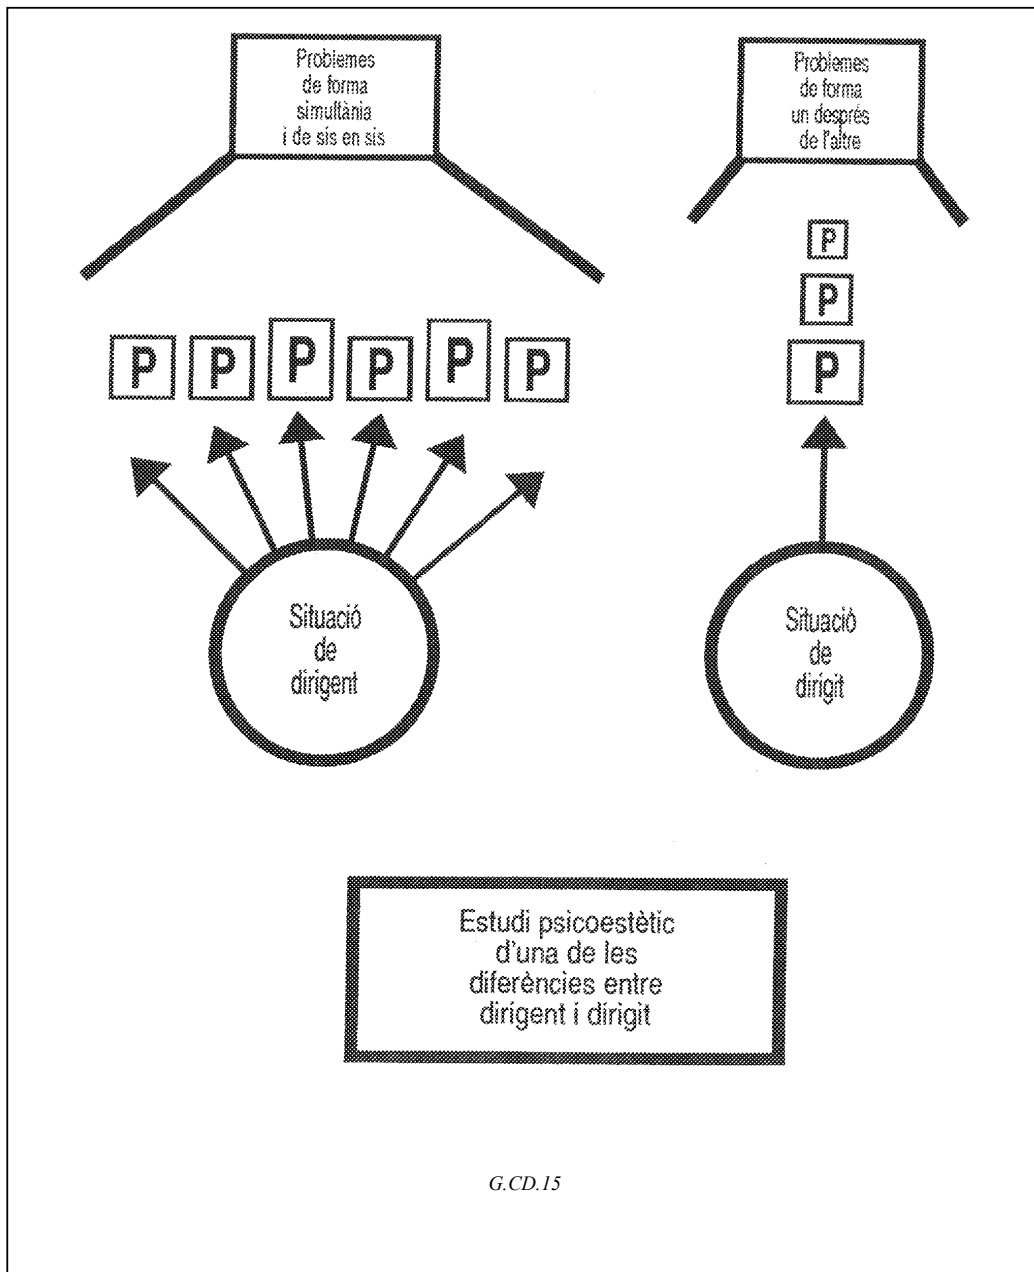 Problemes
de forma
simultània
i de sis en sis
Problemes
de forma
un després
de l'altre
P
P
P
P
P
P
P
P
P
Situació
de
dirigent
Situació
de
dirigit
Estudi psicoestètic
d'una de les
diferències entre
dirigent i dirigit
G.CD.15